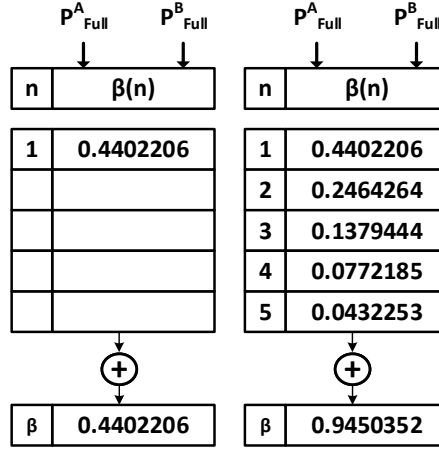 P^A_Full P^B_Full
n β(n)
1 0.4402206
+
β 0.4402206
P^A_Full P^B_Full
n β(n)
1 0.4402206
2 0.2464264
3 0.1379444
4 0.0772185
5 0.0432253
+
β 0.9450352